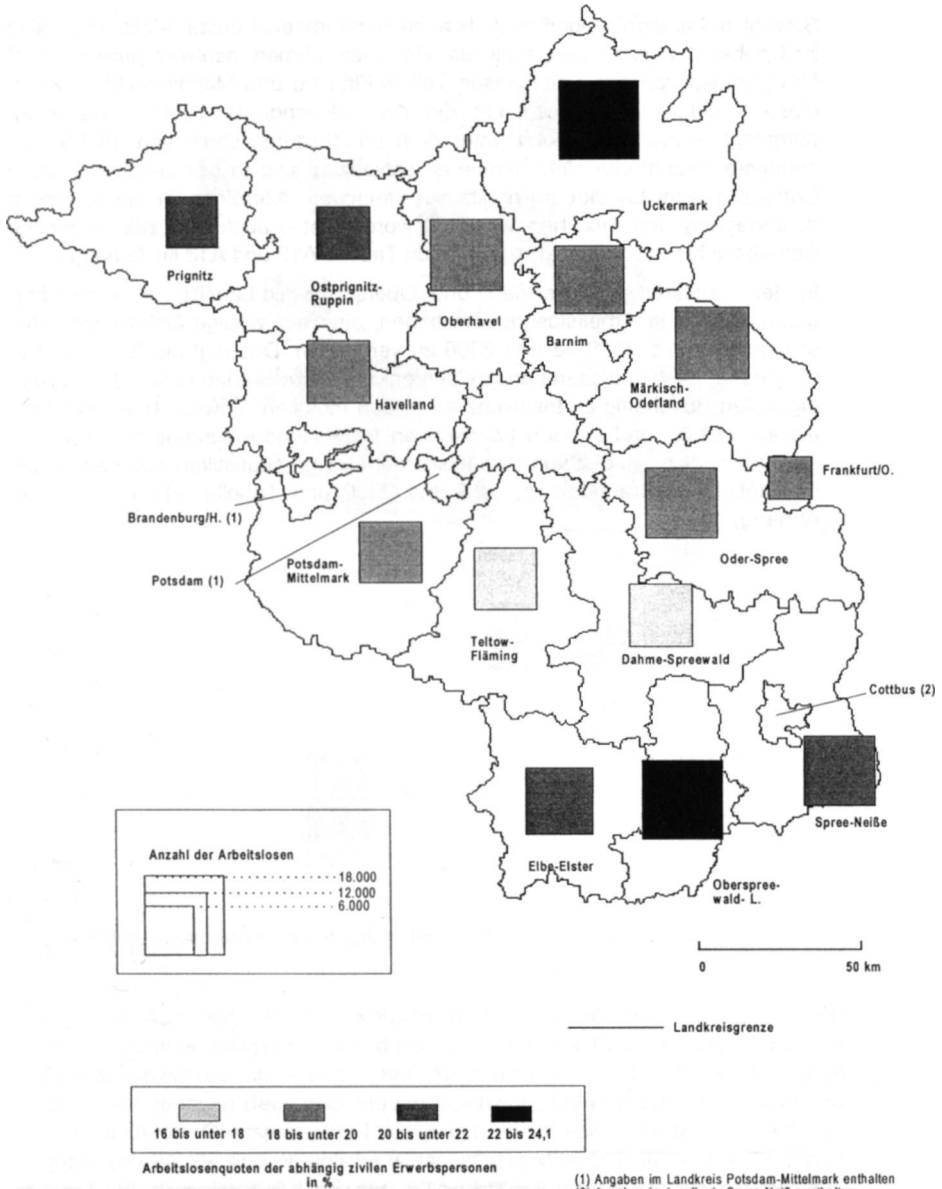 Uckermark
Prignitz
Ostprignitz-
Ruppin
Oberhavel
Barnim
Havelland
Märkisch-
Oderland
Frankfurt/O.
Brandenburg/H. (1)
Potsdam (1)
Potsdam-
Mittelmark
Oder-Spree
Teltow-
Fläming
Dahme-Spreewald
Cottbus (2)
Spree-Neiße
Elbe-Elster
Oberspree-
wald- L.
Anzahl der Arbeitslosen
18.000
12.000
6.000
0 50 km
Landkreisgrenze
16 bis unter 18 18 bis unter 20 20 bis unter 22 22 bis 24,1
Arbeitslosenquoten der abhängig zivilen Erwerbspersonen
in %
(1) Angaben im Landkreis Potsdam-Mittelmark enthalten